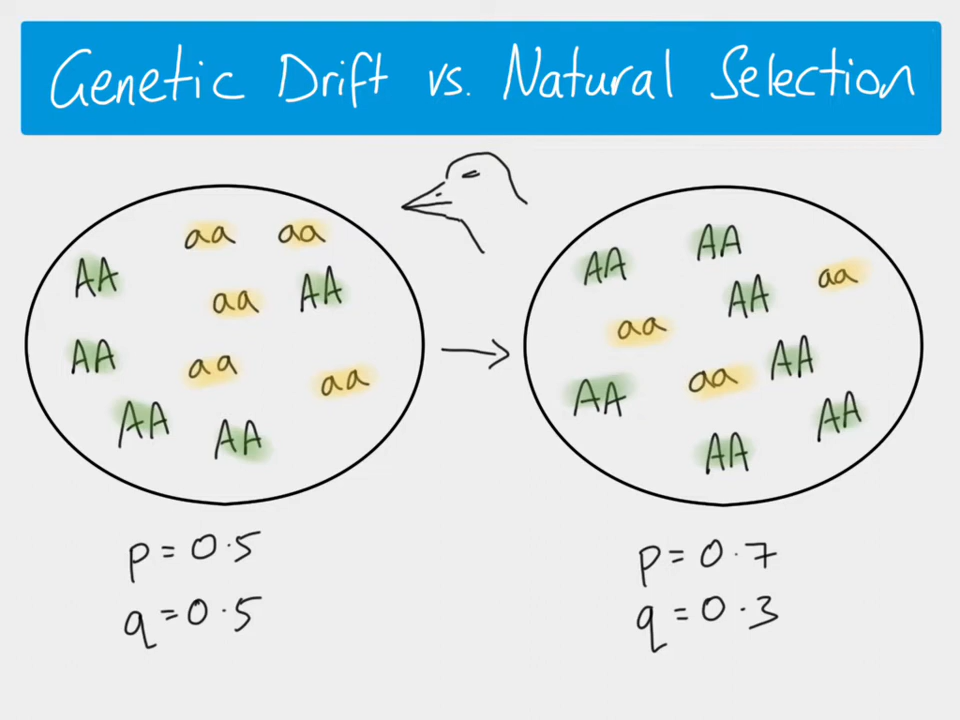 Genetic Drift vs. Natural Selection
aa aa
AA
aa AA
AA aa
aa
AA
AA
AA
AA
aa
AA
aa
AA
aa
AA
AA
AA
p = 0.5
q = 0.5
p = 0.7
q = 0.3